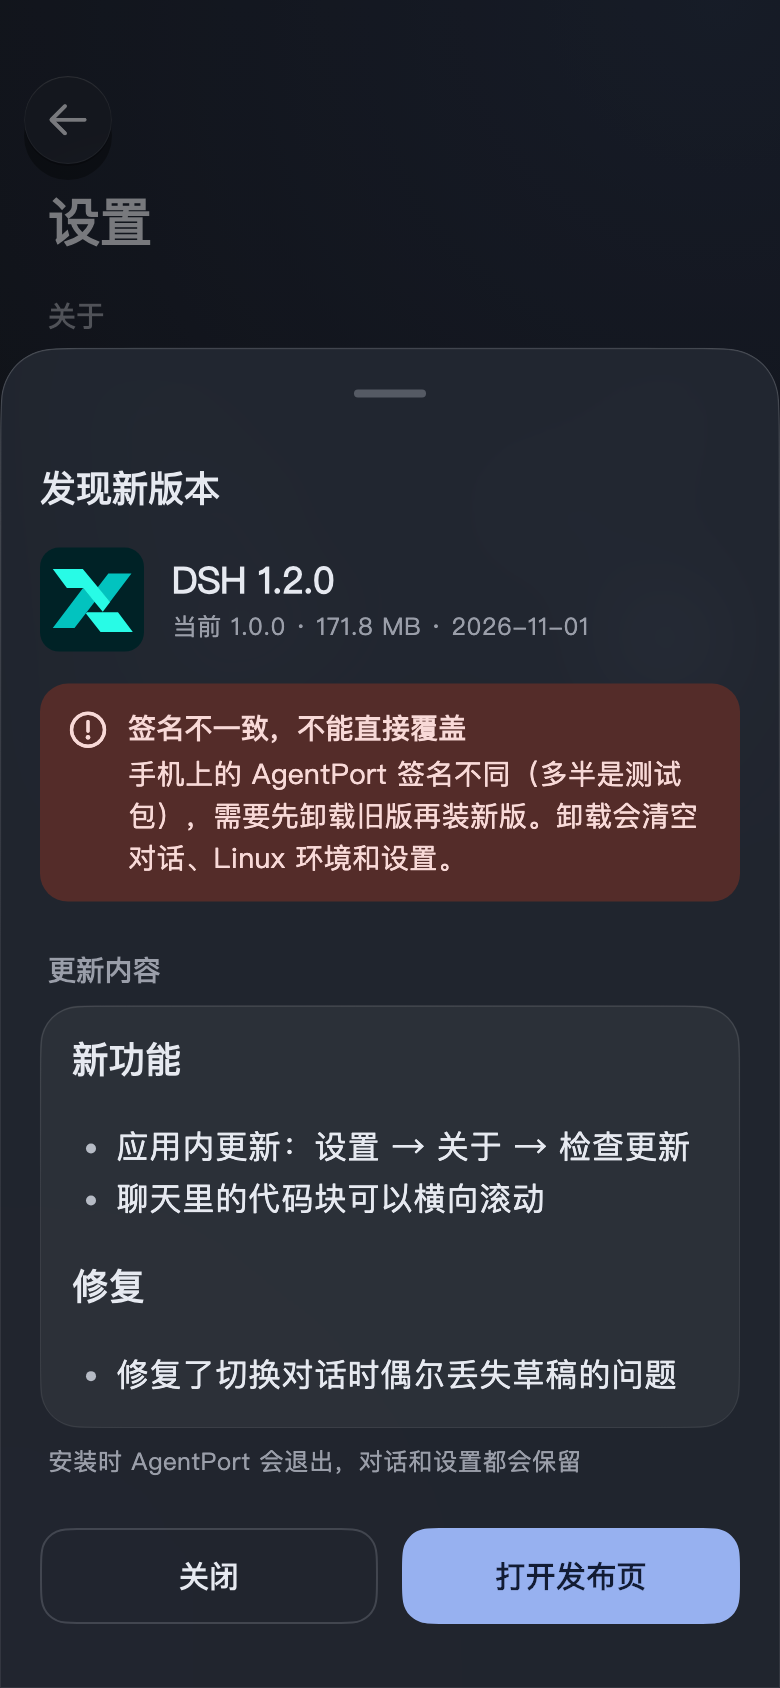 设置
关于
发现新版本
DSH 1.2.0
当前 1.0.0 · 171.8 MB · 2026-11-01
签名不一致，不能直接覆盖
手机上的 AgentPort 签名不同（多半是测试
包），需要先卸载旧版再装新版。卸载会清空
对话、Linux 环境和设置。
更新内容
新功能
• 应用内更新：设置 → 关于 → 检查更新
• 聊天里的代码块可以横向滚动
修复
• 修复了切换对话时偶尔丢失草稿的问题
安装时 AgentPort 会退出，对话和设置都会保留
关闭
打开发布页